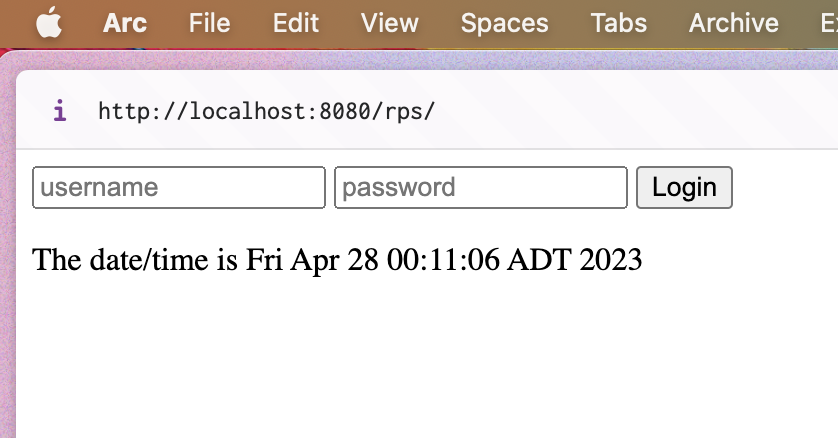 Arc File Edit View Spaces Tabs Archive
i http://localhost:8080/rps/
username password Login
The date/time is Fri Apr 28 00:11:06 ADT 2023